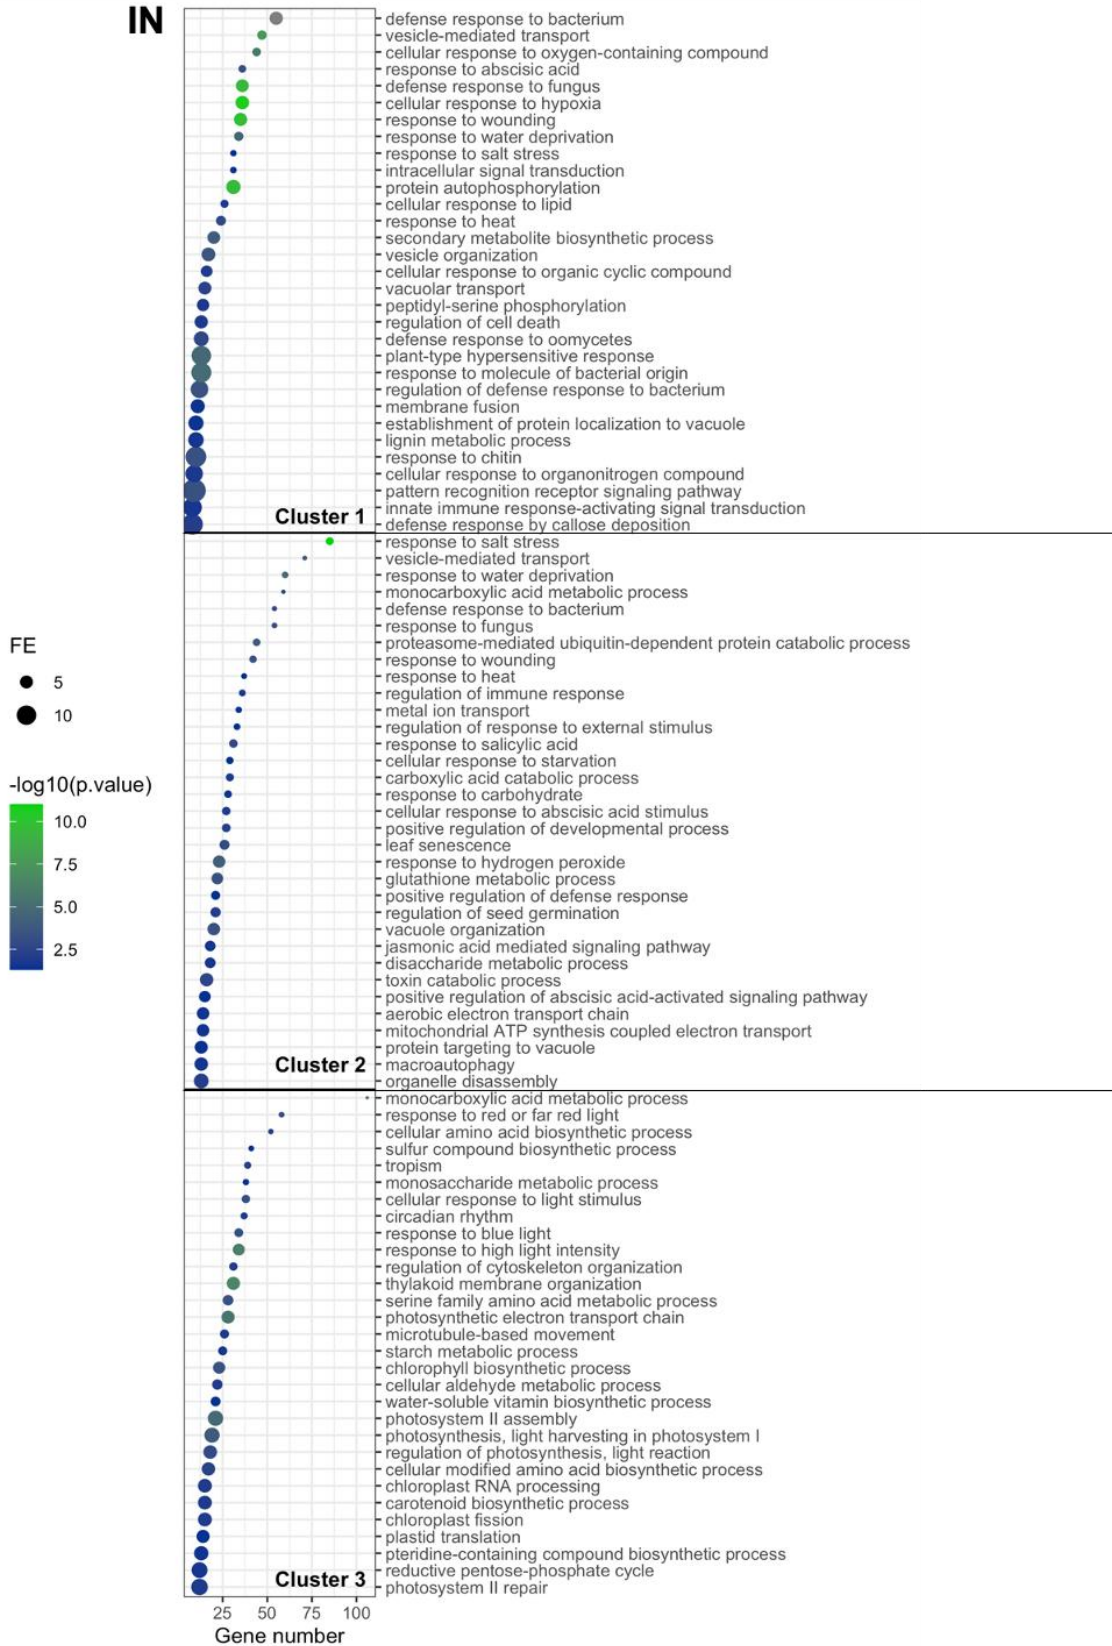 IN
defense response to bacterium
vesicle-mediated transport
cellular response to oxygen-containing compound
response to abscisic acid
defense response to fungus
cellular response to hypoxia
response to wounding
response to water deprivation
response to salt stress
intracellular signal transduction
protein autophosphorylation
cellular response to lipid
response to heat
secondary metabolite biosynthetic process
vesicle organization
cellular response to organic cyclic compound
vacuolar transport
peptidyl-serine phosphorylation
regulation of cell death
defense response to oomycetes
plant-type hypersensitive response
response to molecule of bacterial origin
regulation of defense response to bacterium
membrane fusion
establishment of protein localization to vacuole
lignin metabolic process
response to chitin
cellular response to organonitrogen compound
pattern recognition receptor signaling pathway
innate immune response-activating signal transduction
defense response by callose deposition
Cluster 1
response to salt stress
vesicle-mediated transport
response to water deprivation
monocarboxylic acid metabolic process
defense response to bacterium
response to fungus
proteasome-mediated ubiquitin-dependent protein catabolic process
response to wounding
response to heat
regulation of immune response
metal ion transport
regulation of response to external stimulus
response to salicylic acid
cellular response to starvation
carboxylic acid catabolic process
response to carbohydrate
cellular response to abscisic acid stimulus
positive regulation of developmental process
leaf senescence
response to hydrogen peroxide
glutathione metabolic process
positive regulation of defense response
regulation of seed germination
vacuole organization
jasmonic acid mediated signaling pathway
disaccharide metabolic process
toxin catabolic process
positive regulation of abscisic acid-activated signaling pathway
aerobic electron transport chain
mitochondrial ATP synthesis coupled electron transport
protein targeting to vacuole
macroautophagy
organelle disassembly
Cluster 2
monocarboxylic acid metabolic process
response to red or far red light
cellular amino acid biosynthetic process
sulfur compound biosynthetic process
tropism
monosaccharide metabolic process
cellular response to light stimulus
circadian rhythm
response to blue light
response to high light intensity
regulation of cytoskeleton organization
thylakoid membrane organization
serine family amino acid metabolic process
photosynthetic electron transport chain
microtubule-based movement
starch metabolic process
chlorophyll biosynthetic process
cellular aldehyde metabolic process
water-soluble vitamin biosynthetic process
photosystem II assembly
photosynthesis, light harvesting in photosystem I
regulation of photosynthesis, light reaction
cellular modified amino acid biosynthetic process
chloroplast RNA processing
carotenoid biosynthetic process
chloroplast fission
plastid translation
pteridine-containing compound biosynthetic process
reductive pentose-phosphate cycle
photosystem II repair
Cluster 3
25 50 75 100
Gene number
FE
5
10
-log10(p.value)
10.0
7.5
5.0
2.5